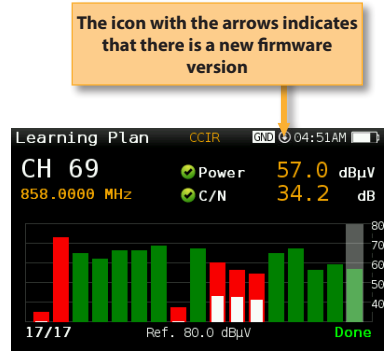 The icon with the arrows indicates
that there is a new firmware
version
Learning Plan CCIR GND 04:51AM
CH 69 Power 57.0 dBµV
858.0000 MHz C/N 34.2 dB
80
70
60
50
40
17/17 Ref. 80.0 dBµV Done